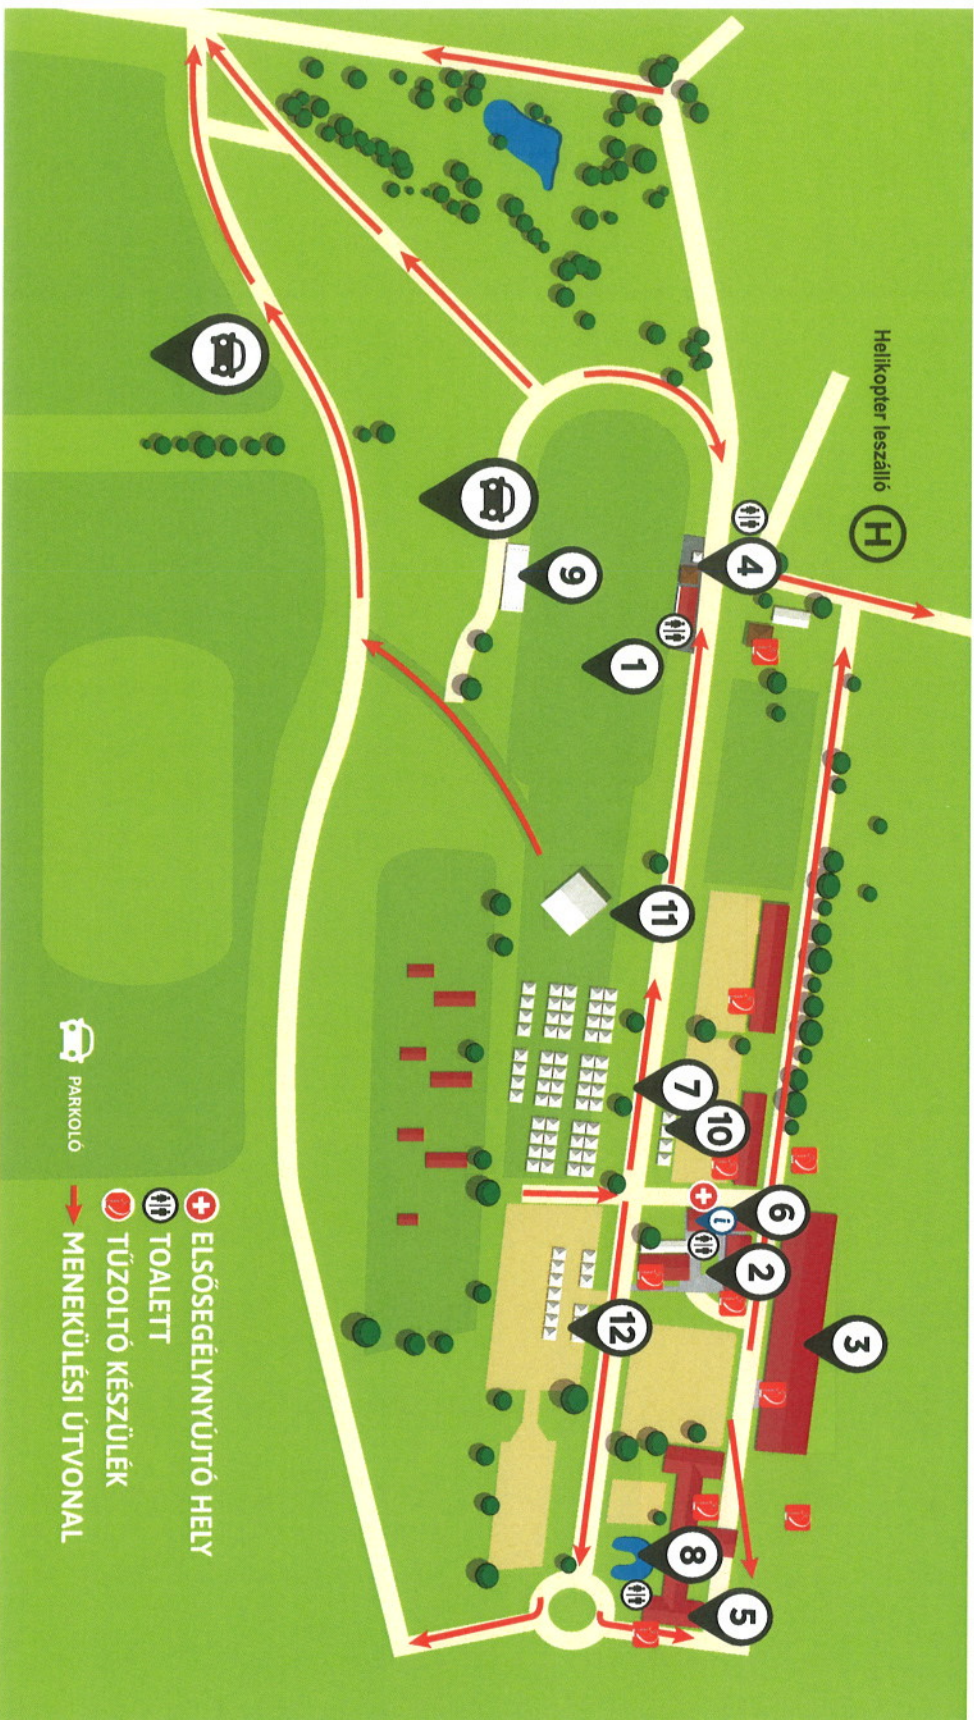 Helikopter leszálló
H
4
9
1
11
7
10
6
i
2
3
12
8
5
PARKOLÓ
ELSŐSEGÉLYNYÚJTÓ HELY
TOALETT
TŰZOLTÓ KÉSZÜLÉK
MENEKÜLÉSI ÚTVONAL